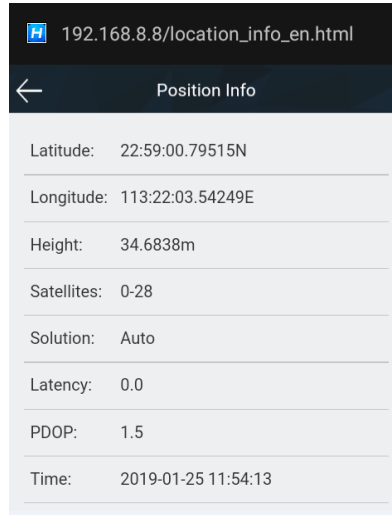 H 192.168.8.8/location_info_en.html
Position Info
Latitude: 22:59:00.79515N
Longitude: 113:22:03.54249E
Height: 34.6838m
Satellites: 0-28
Solution: Auto
Latency: 0.0
PDOP: 1.5
Time: 2019-01-25 11:54:13